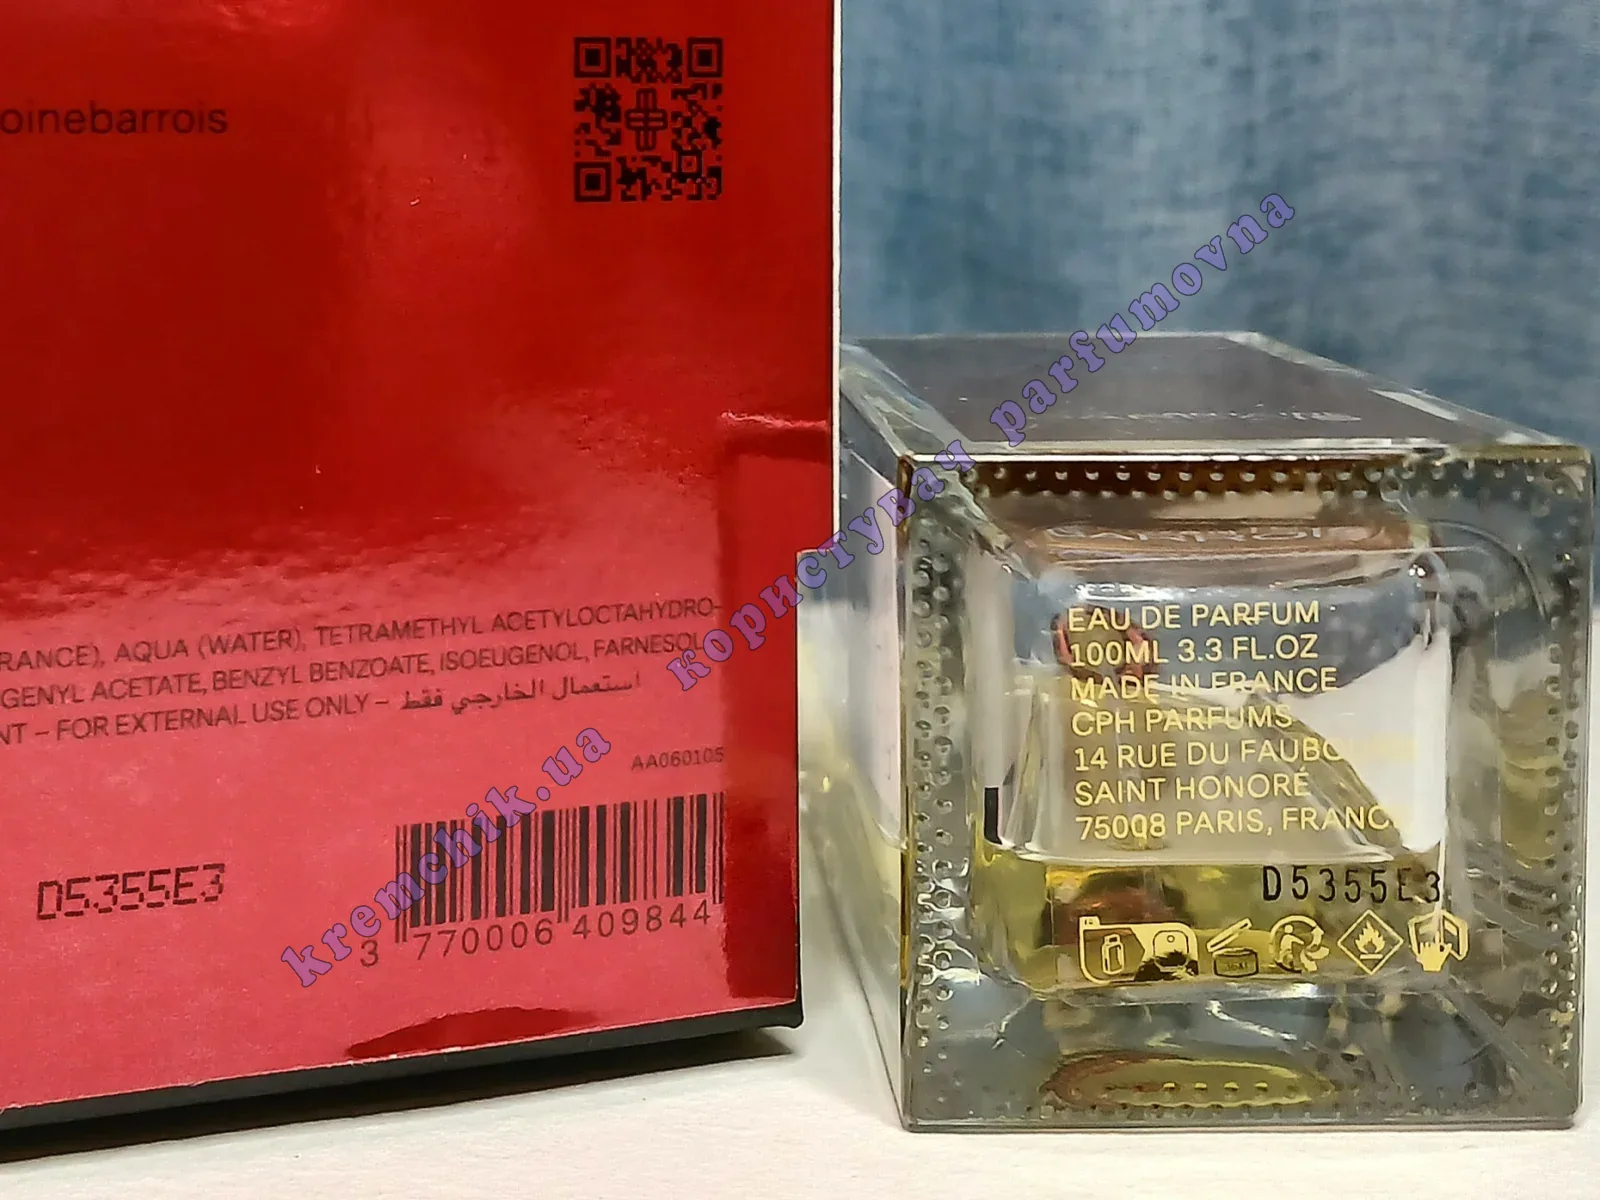 oinebarrois
RANCE), AQUA (WATER), TETRAMETHYL ACETYLOCTAHYDRO-
GENYL ACETATE, BENZYL BENZOATE, ISOEUGENOL, FARNESOL
NT – FOR EXTERNAL USE ONLY – استعمال الخارجي فقط
AA060105
D5355E3
3 770006 409844
EAU DE PARFUM
100ML 3.3 FL.OZ
MADE IN FRANCE
CPH PARFUMS
14 RUE DU FAUBO
SAINT HONORÉ
75008 PARIS, FRANC
D5355E3
kremchik.ua користувач parfumovna